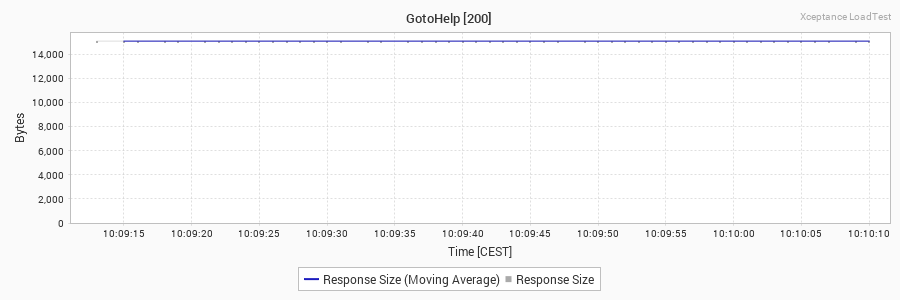 GotoHelp [200]
Xceptance LoadTest
14,000
12,000
10,000
8,000
6,000
4,000
2,000
0
Bytes
10:09:15 10:09:20 10:09:25 10:09:30 10:09:35 10:09:40 10:09:45 10:09:50 10:09:55 10:10:00 10:10:05 10:10:10
Time [CEST]
Response Size (Moving Average) Response Size